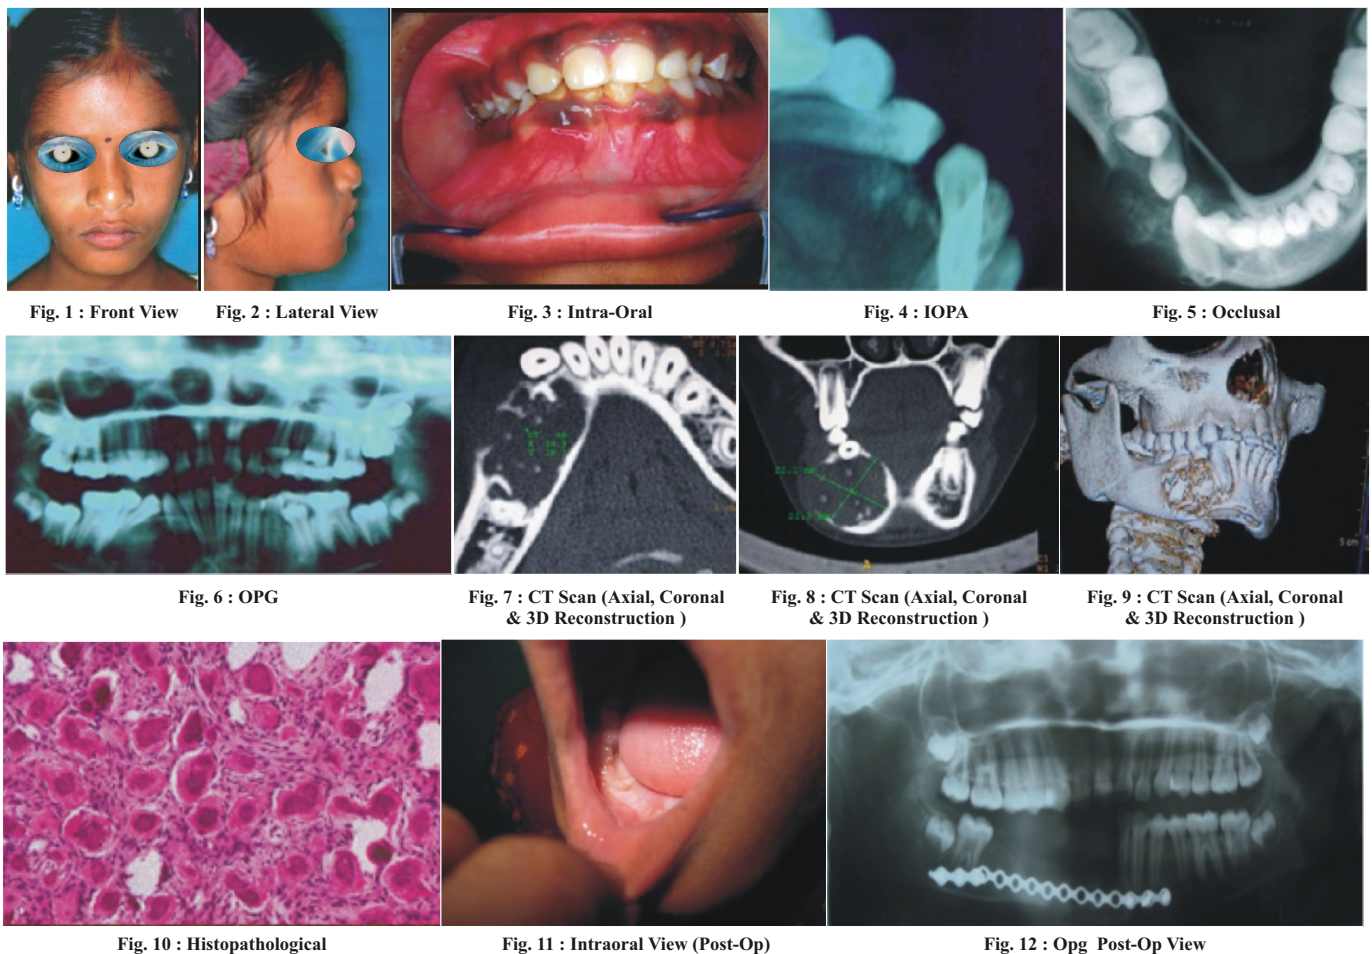 Fig. 1 : Front View
Fig. 2 : Lateral View
Fig. 3 : Intra-Oral
Fig. 4 : IOPA
Fig. 5 : Occlusal
Fig. 6 : OPG
Fig. 7 : CT Scan (Axial, Coronal
& 3D Reconstruction )
Fig. 8 : CT Scan (Axial, Coronal
& 3D Reconstruction )
5 cm
Fig. 9 : CT Scan (Axial, Coronal
& 3D Reconstruction )
Fig. 10 : Histopathological
Fig. 11 : Intraoral View (Post-Op)
Fig. 12 : Opg Post-Op View